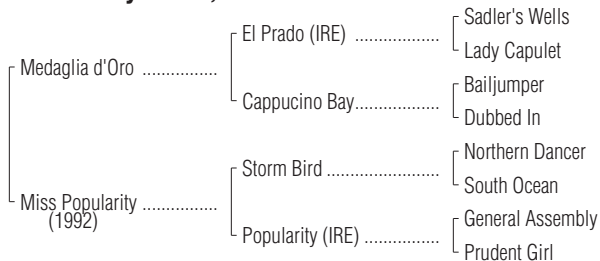 Sadler's Wells
El Prado (IRE) ..................
Lady Capulet
Medaglia d'Oro ................
Bailjumper
Cappucino Bay..................
Dubbed In
Northern Dancer
Storm Bird ........................
South Ocean
Miss Popularity ................
(1992)
General Assembly
Popularity (IRE) ................
Prudent Girl